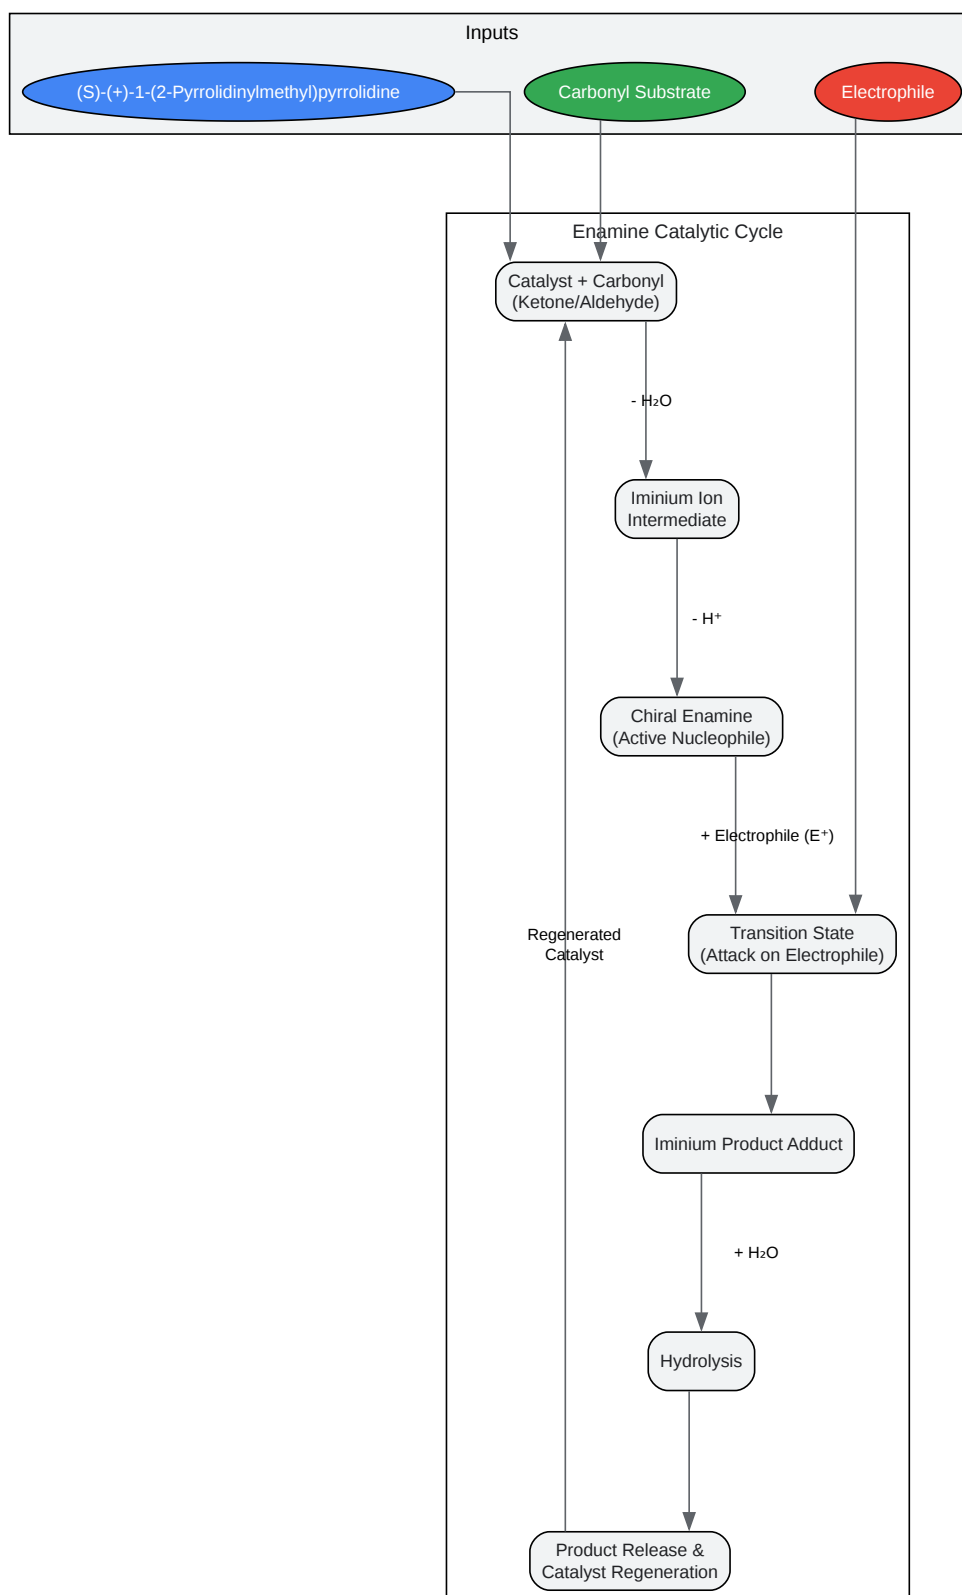 Inputs
(S)-(+)-1-(2-Pyrrolidinylmethyl)pyrrolidine
Carbonyl Substrate
Electrophile
Enamine Catalytic Cycle
Catalyst + Carbonyl
(Ketone/Aldehyde)
- H₂O
Iminium Ion
Intermediate
- H⁺
Chiral Enamine
(Active Nucleophile)
+ Electrophile (E⁺)
Regenerated
Catalyst
Transition State
(Attack on Electrophile)
Iminium Product Adduct
+ H₂O
Hydrolysis
Product Release &
Catalyst Regeneration